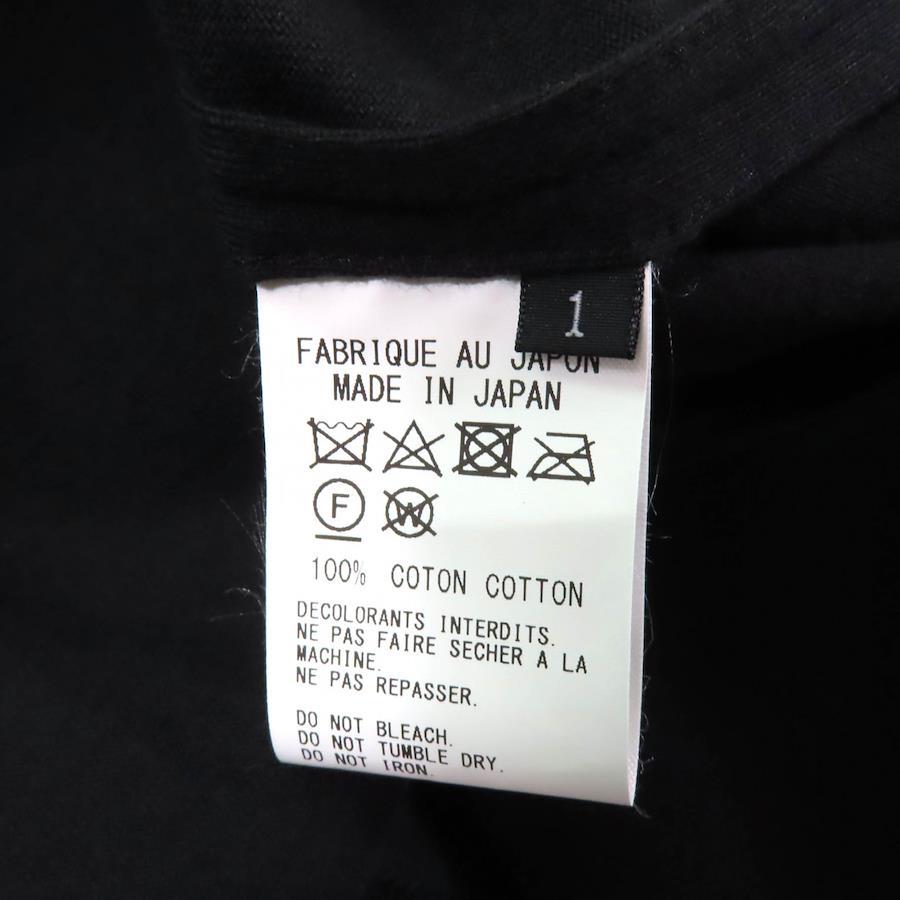 1
FABRIQUE AU JAPON
MADE IN JAPAN
F W
100% COTON COTTON
DECOLORANTS INTERDITS.
NE PAS FAIRE SECHER A LA
MACHINE.
NE PAS REPASSER.
DO NOT BLEACH.
DO NOT TUMBLE DRY.
DO NOT IRON.